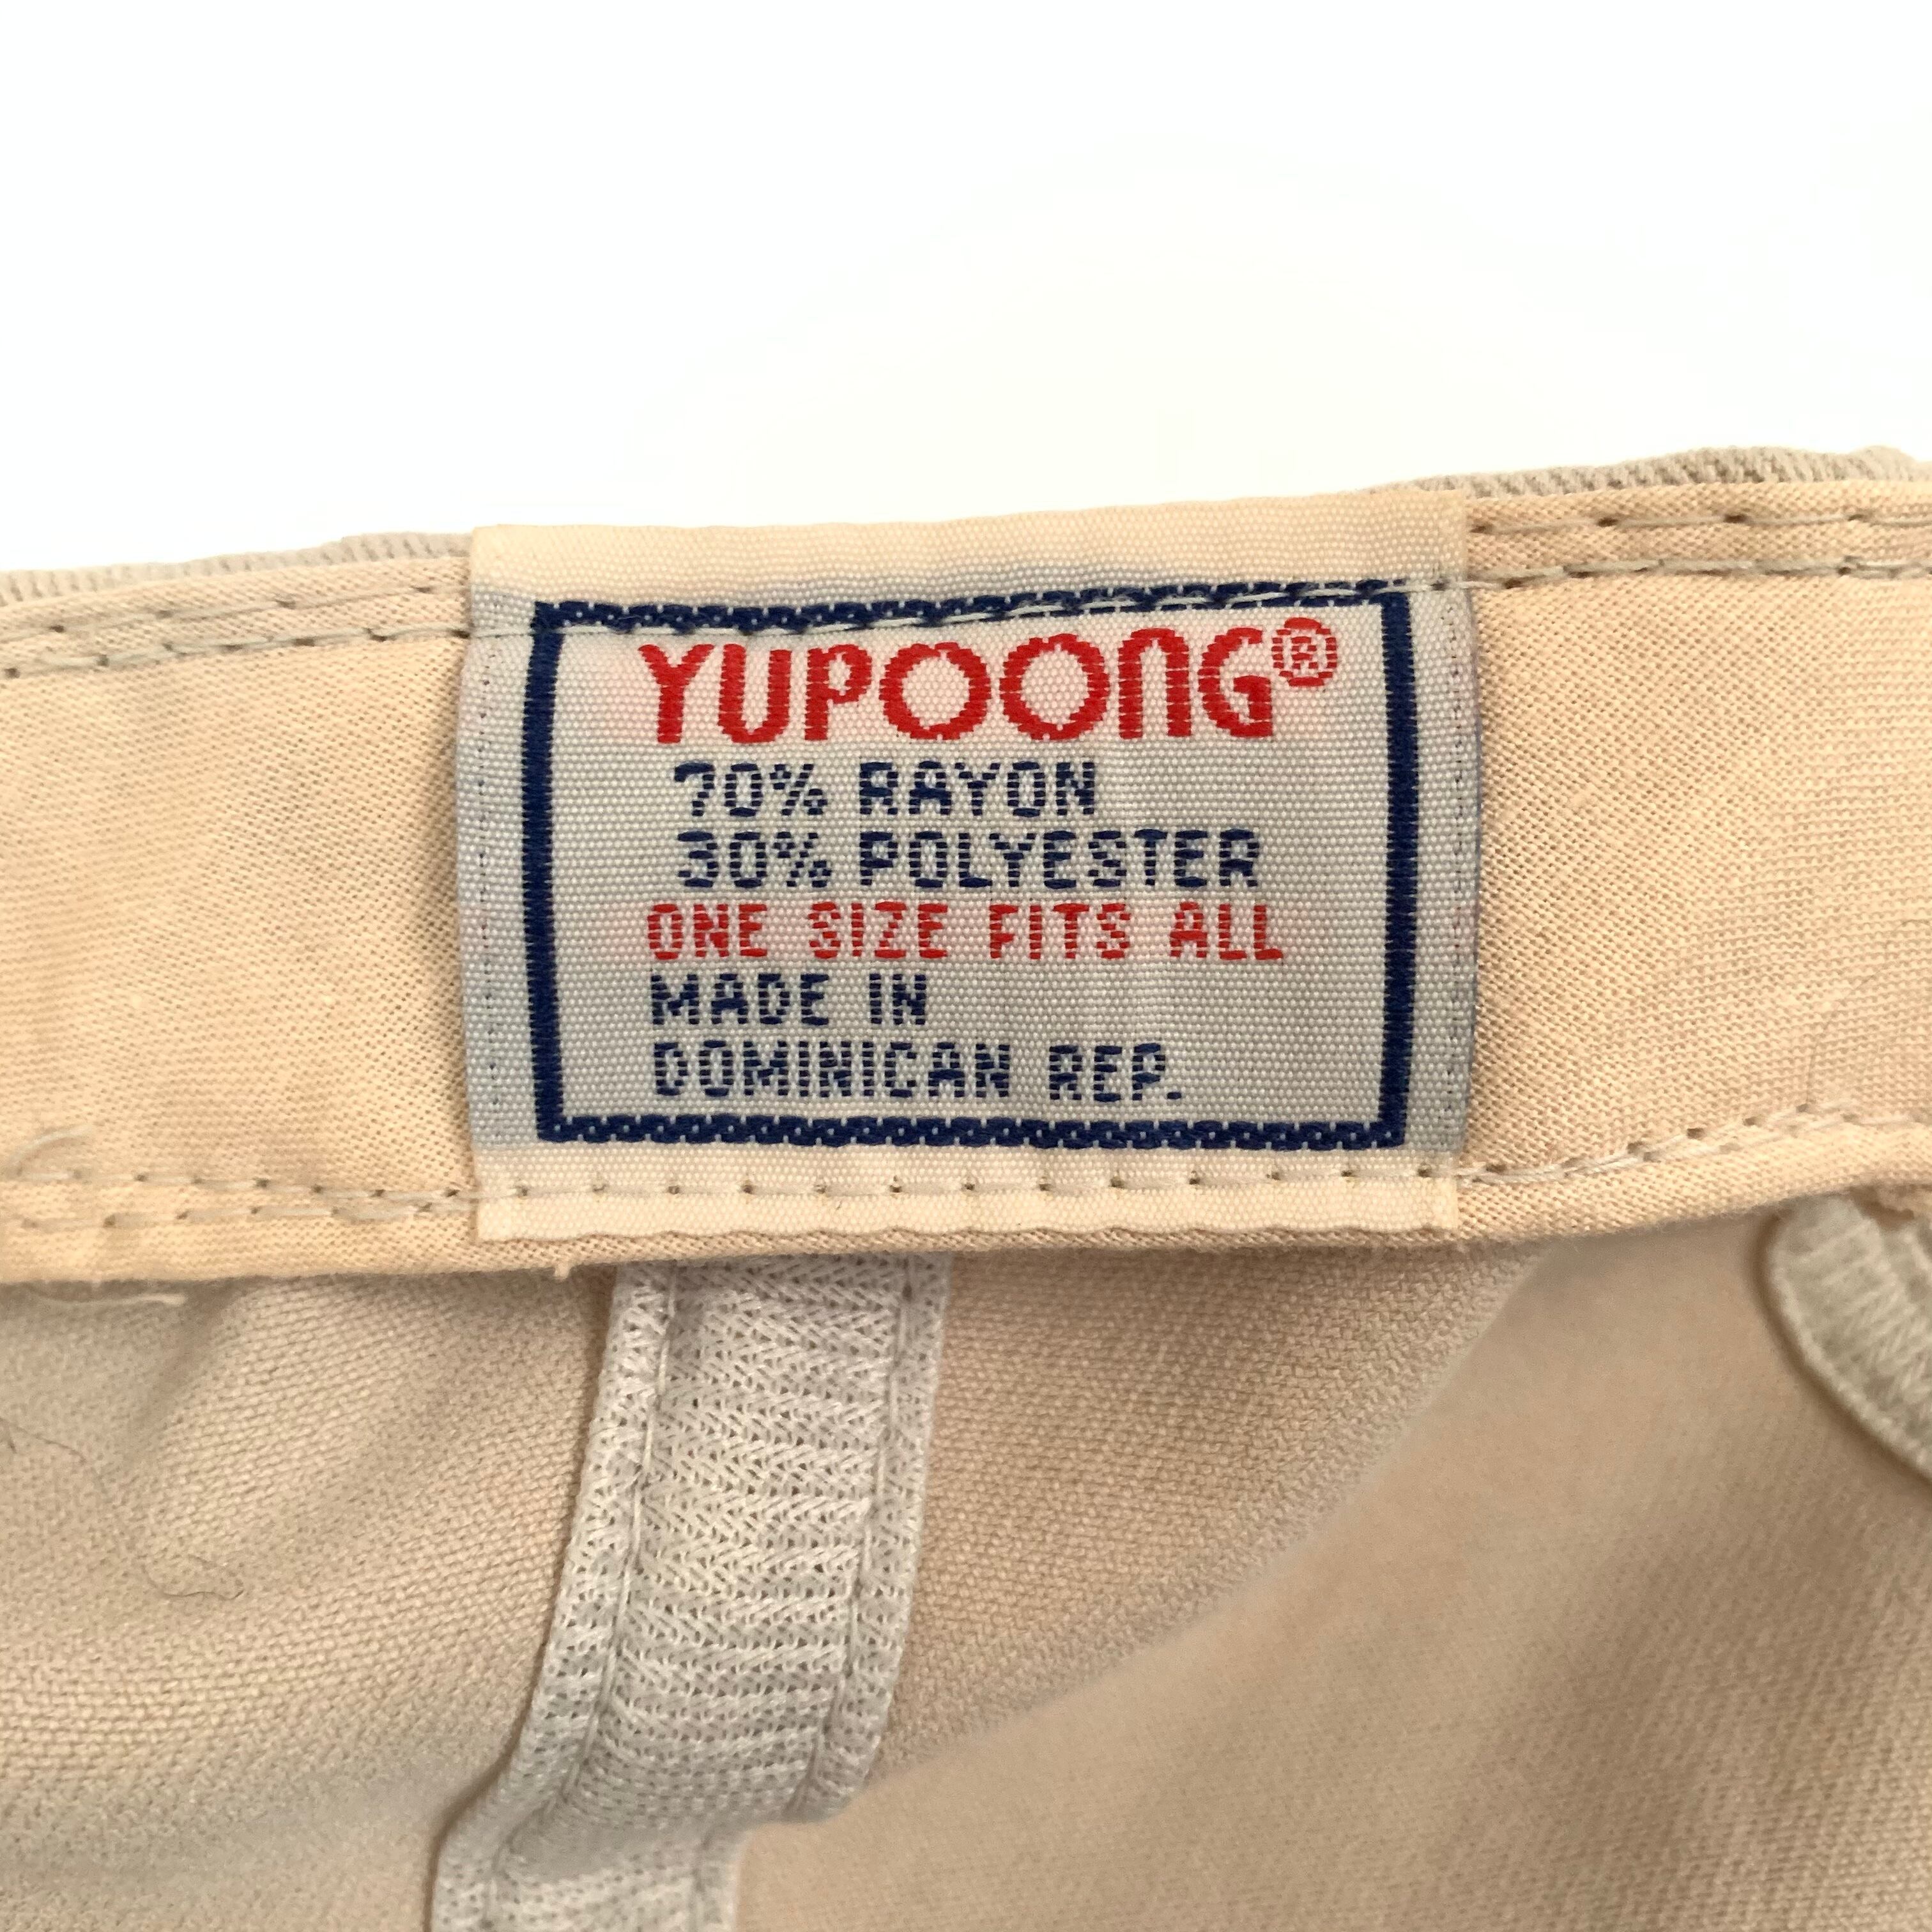 YUPOONG®
70% RAYON
30% POLYESTER
ONE SIZE FITS ALL
MADE IN
DOMINICAN REP.